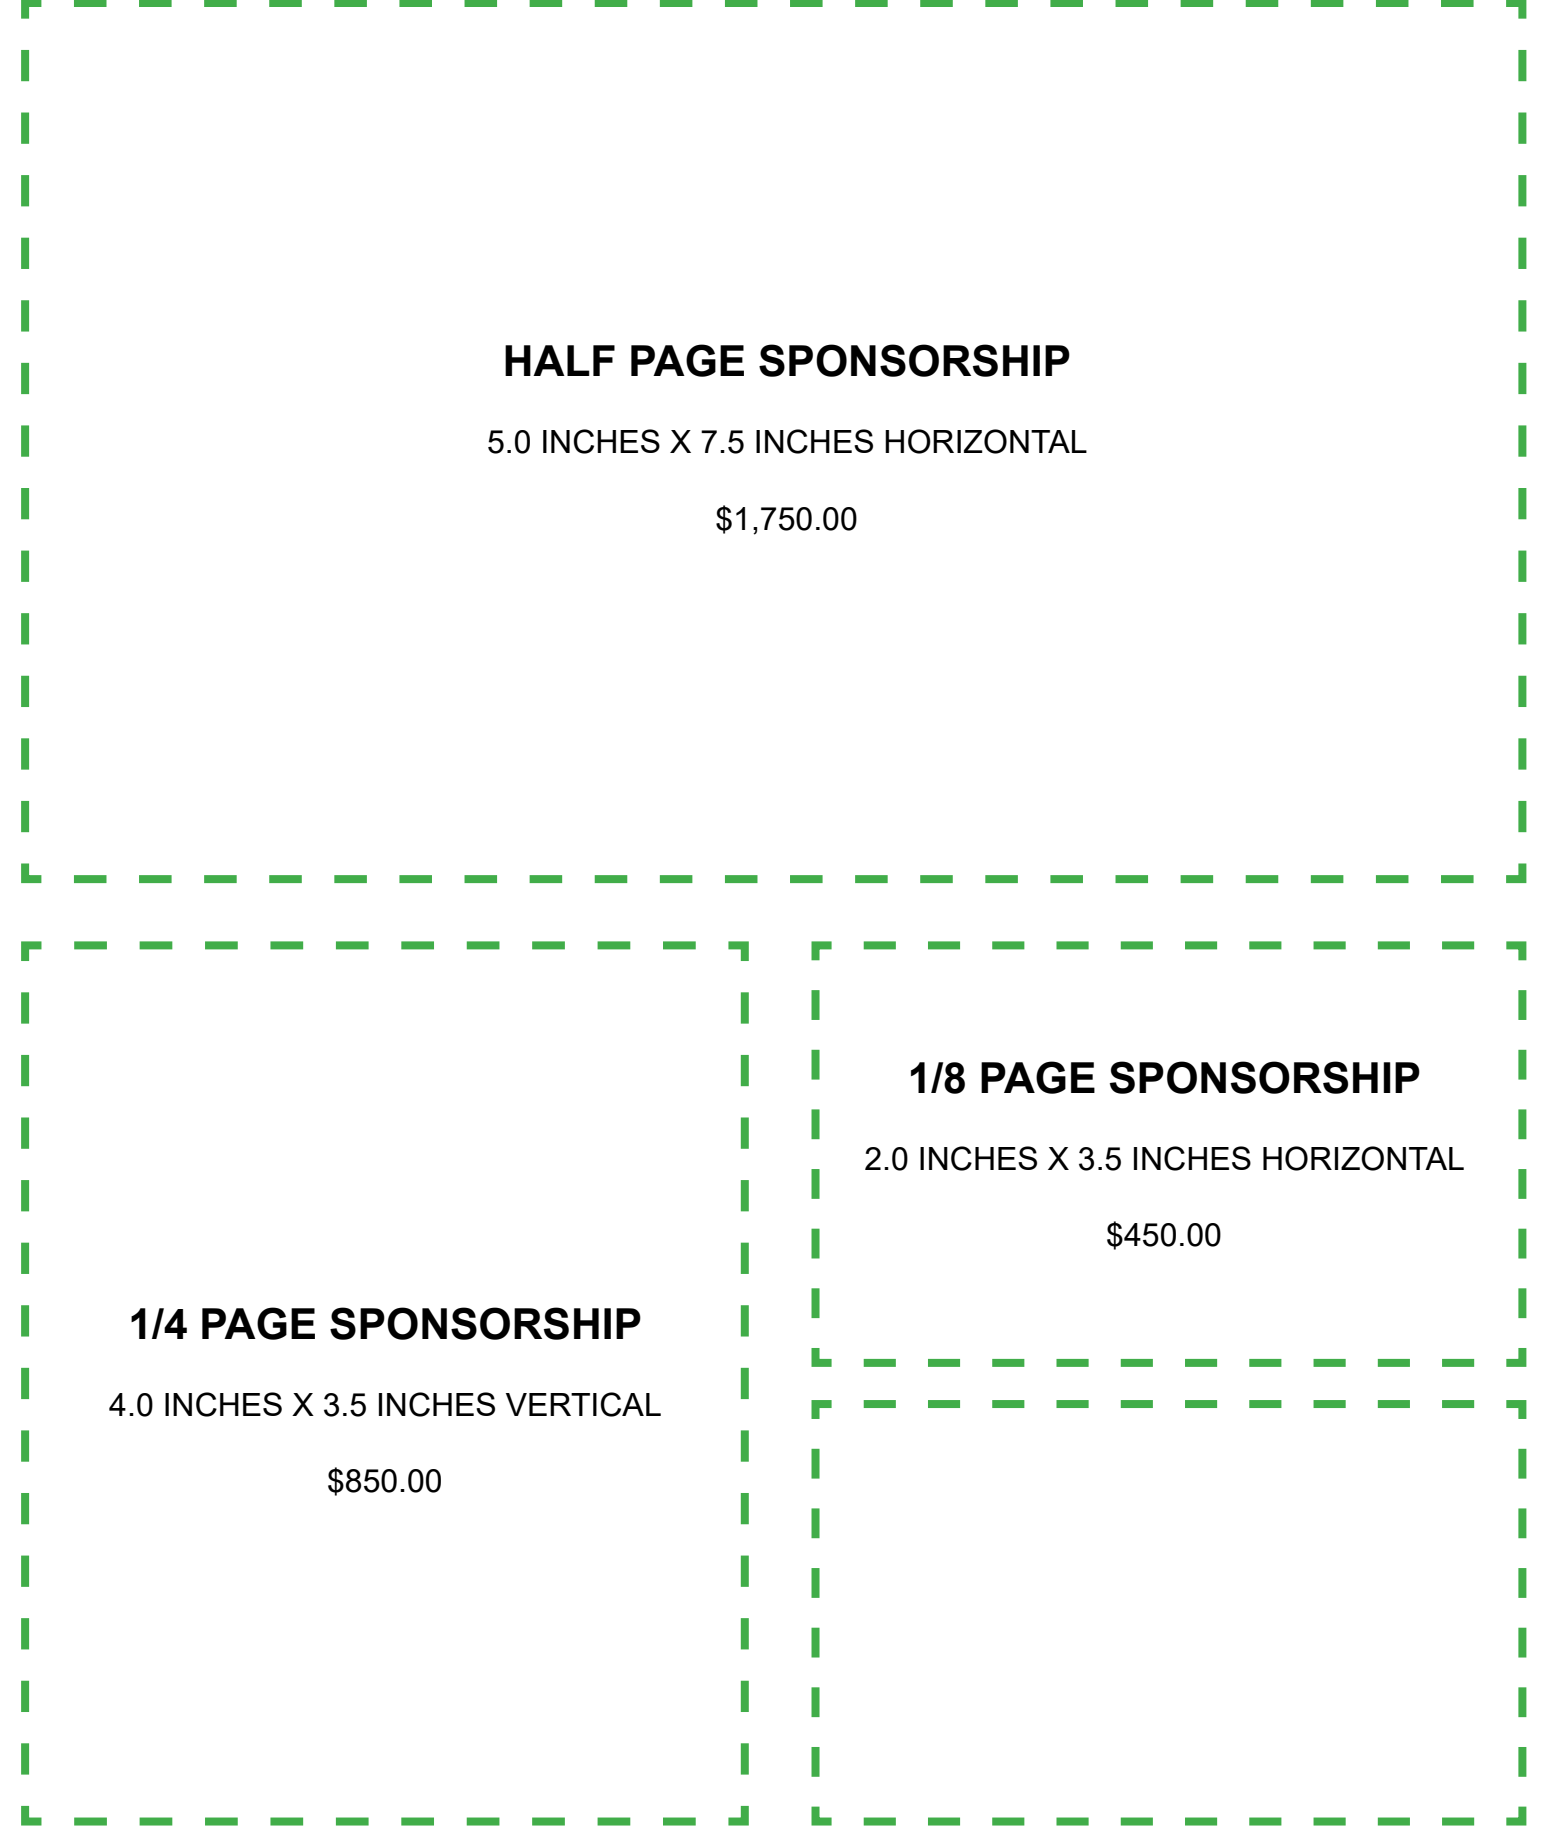 HALF PAGE SPONSORSHIP
5.0 INCHES X 7.5 INCHES HORIZONTAL
$1,750.00
1/8 PAGE SPONSORSHIP
2.0 INCHES X 3.5 INCHES HORIZONTAL
$450.00
1/4 PAGE SPONSORSHIP
4.0 INCHES X 3.5 INCHES VERTICAL
$850.00